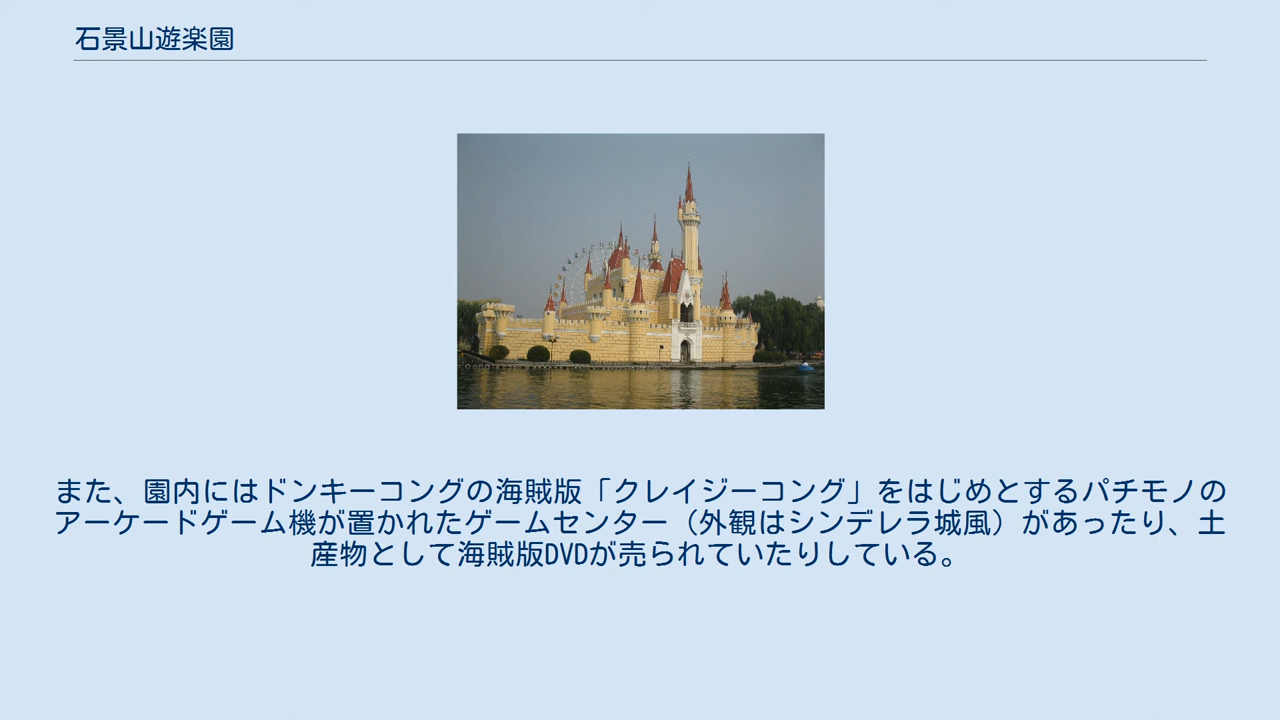 石景山遊楽園
また、園内にはドンキーコングの海賊版「クレイジーコング」をはじめとするパチモノの
アーケードゲーム機が置かれたゲームセンター（外観はシンデレラ城風）があったり、土
産物として海賊版DVDが売られていたりしている。